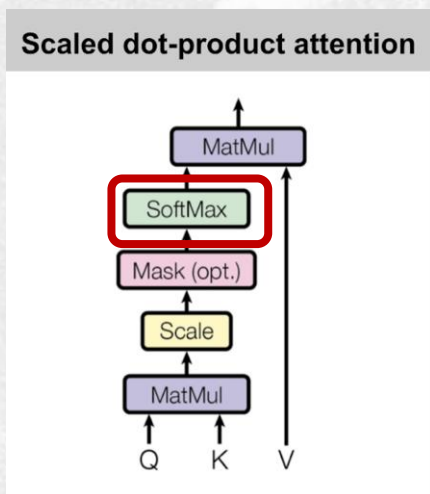 Scaled dot-product attention
MatMul
SoftMax
Mask (opt.)
Scale
MatMul
Q K V